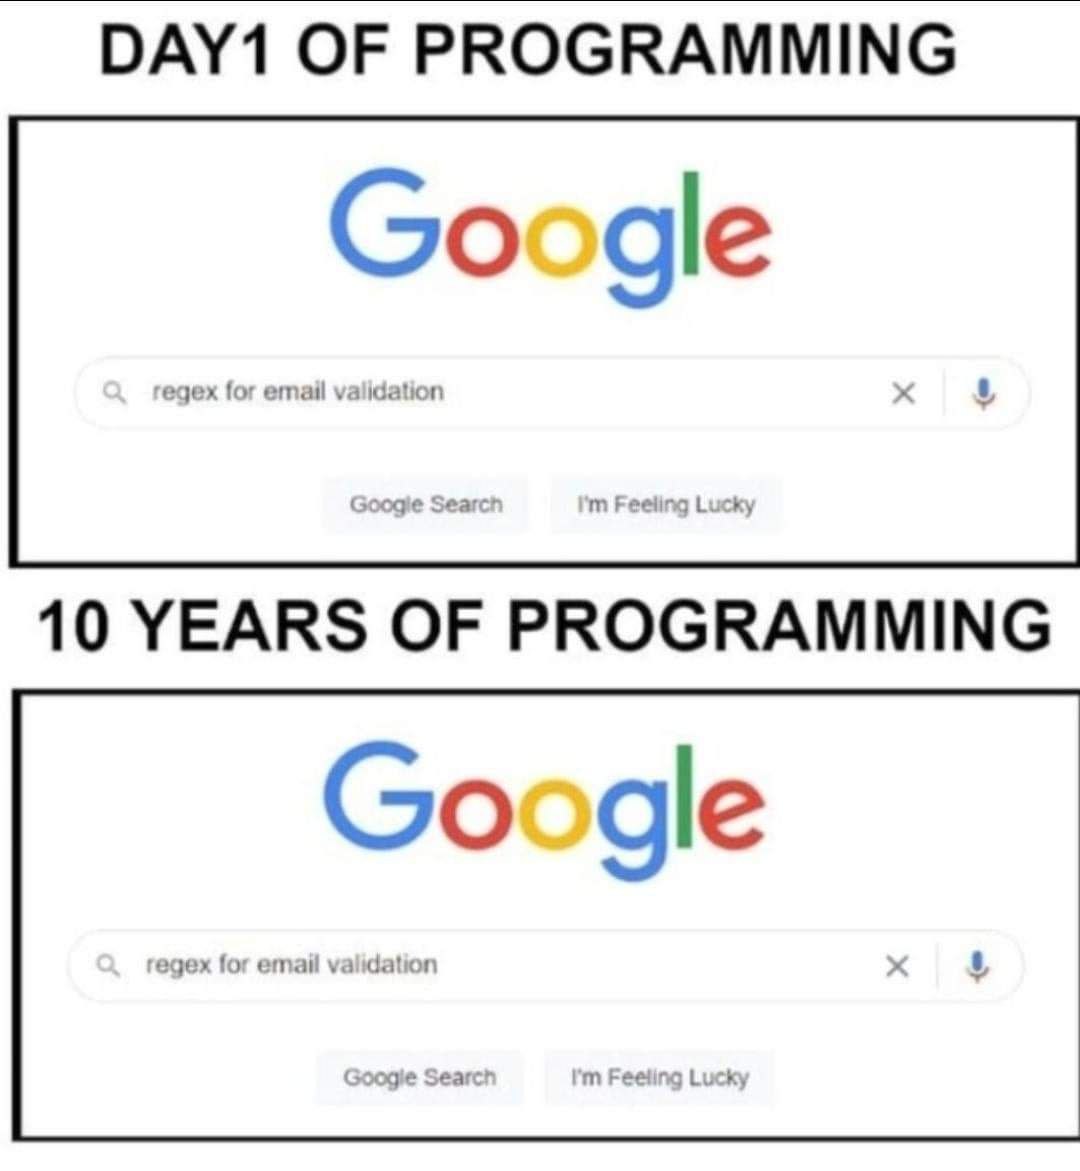 DAY1 OF PROGRAMMING
Google
regex for email validation
Google Search I'm Feeling Lucky
10 YEARS OF PROGRAMMING
Google
regex for email validation
Google Search I'm Feeling Lucky